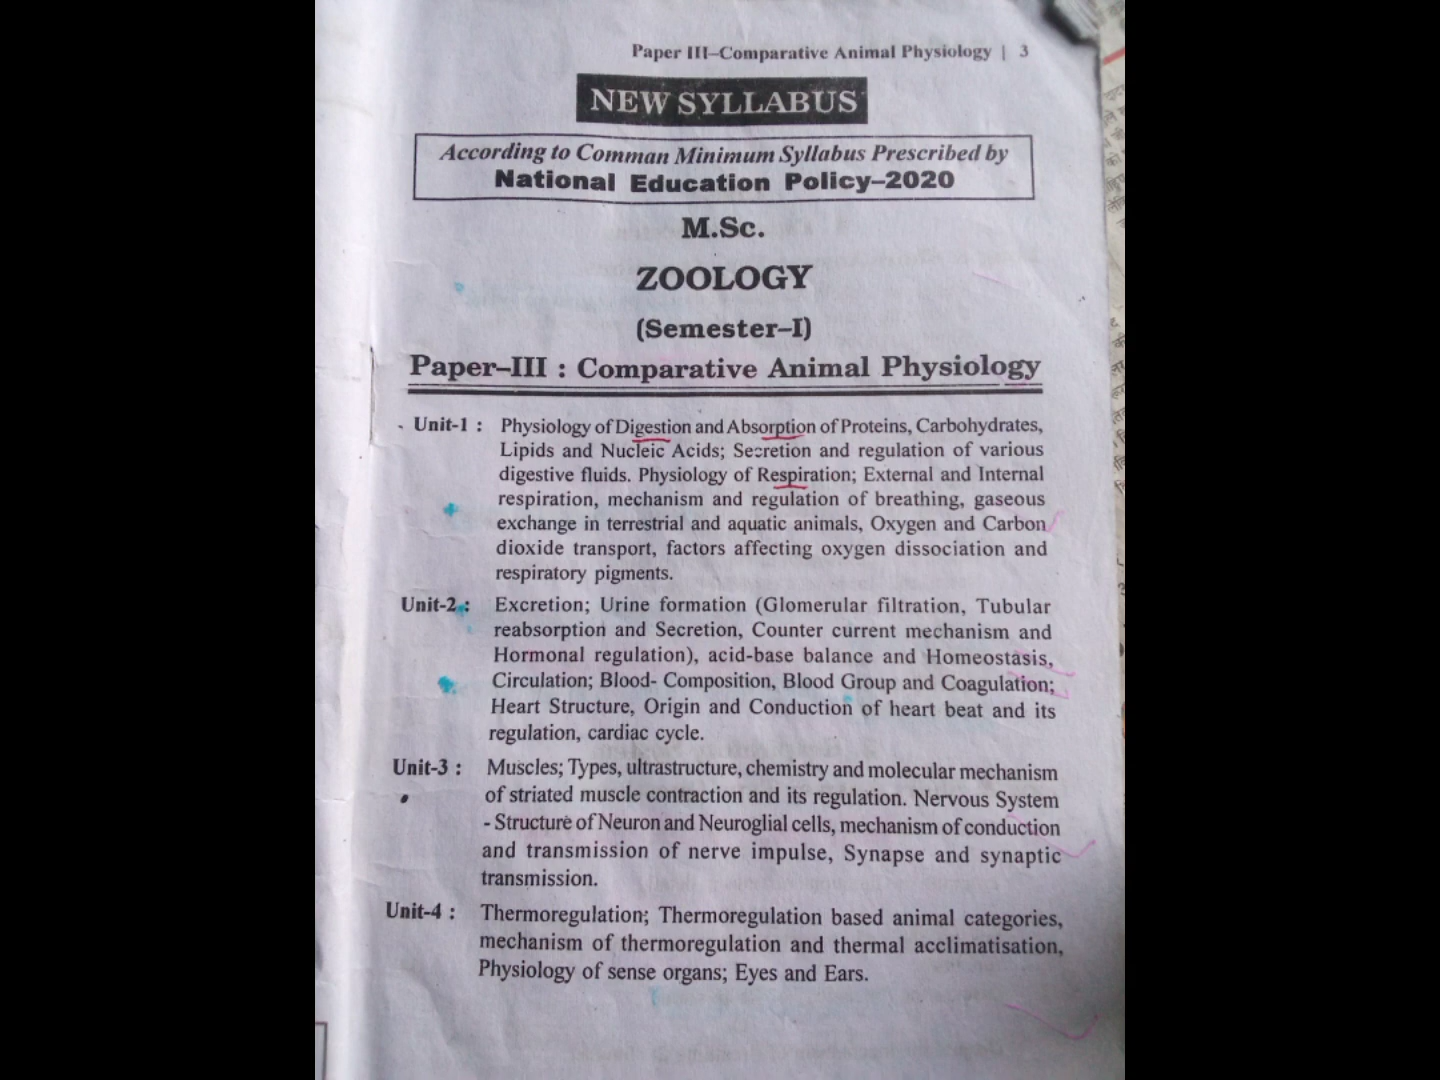 Paper III–Comparative Animal Physiology | 3
NEW SYLLABUS
According to Comman Minimum Syllabus Prescribed by
National Education Policy–2020
M.Sc.
ZOOLOGY
(Semester–I)
Paper–III : Comparative Animal Physiology
Unit-1 : Physiology of Digestion and Absorption of Proteins, Carbohydrates,
Lipids and Nucleic Acids; Secretion and regulation of various
digestive fluids. Physiology of Respiration; External and Internal
respiration, mechanism and regulation of breathing, gaseous
exchange in terrestrial and aquatic animals, Oxygen and Carbon
dioxide transport, factors affecting oxygen dissociation and
respiratory pigments.
Unit-2 : Excretion; Urine formation (Glomerular filtration, Tubular
reabsorption and Secretion, Counter current mechanism and
Hormonal regulation), acid-base balance and Homeostasis,
Circulation; Blood- Composition, Blood Group and Coagulation;
Heart Structure, Origin and Conduction of heart beat and its
regulation, cardiac cycle.
Unit-3 : Muscles; Types, ultrastructure, chemistry and molecular mechanism
of striated muscle contraction and its regulation. Nervous System
- Structure of Neuron and Neuroglial cells, mechanism of conduction
and transmission of nerve impulse, Synapse and synaptic
transmission.
Unit-4 : Thermoregulation; Thermoregulation based animal categories,
mechanism of thermoregulation and thermal acclimatisation,
Physiology of sense organs; Eyes and Ears.